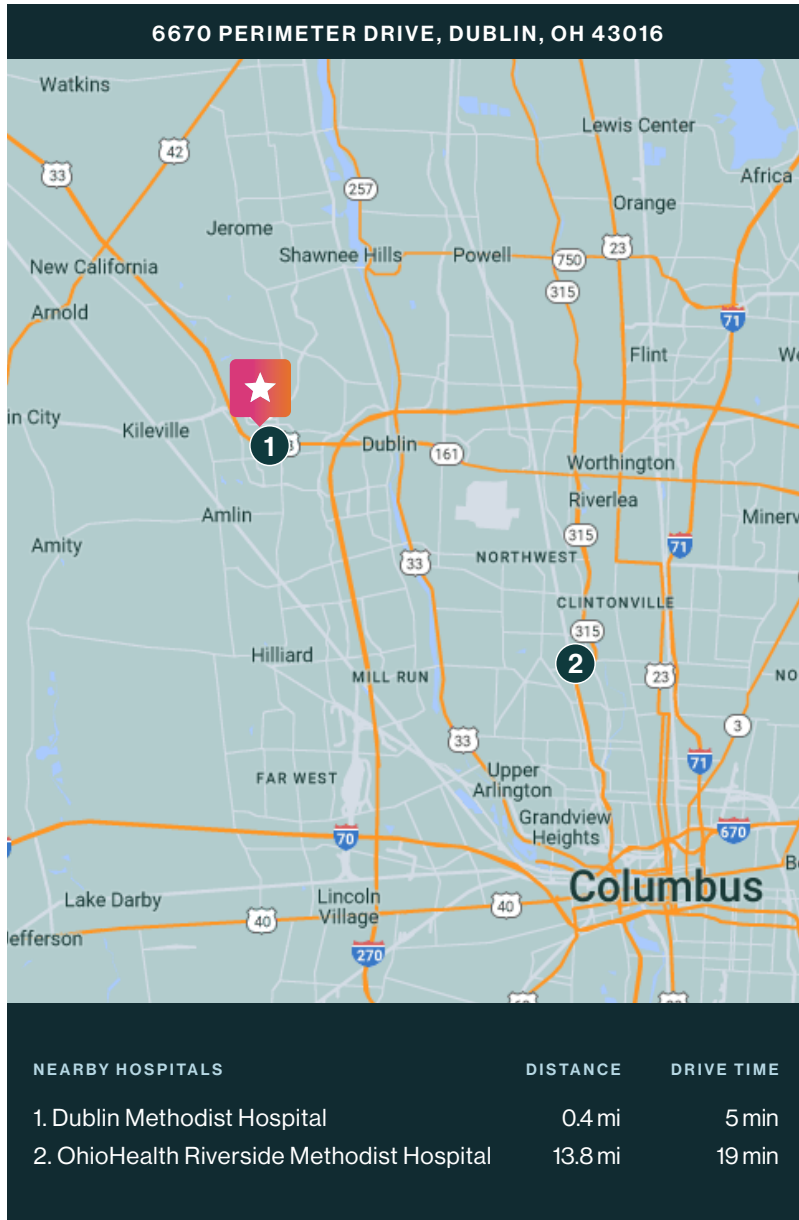 6670 PERIMETER DRIVE, DUBLIN, OH 43016
Watkins
42
33
Lewis Center
257
Africa
Orange
Jerome
Shawnee Hills
Powell
750
23
New California
315
Arnold
71
Flint
in City
Kileville
1
Dublin
161
Worthington
Riverlea
Amlin
Minerv
Amity
315
71
33
NORTHWEST
CLINTONVILLE
315
Hilliard
2
MILL RUN
23
NO
3
33
71
FAR WEST
Upper
Arlington
Grandview
Heights
70
670
Columbus
Lake Darby
Lincoln
Village
40
40
efferson
270
NEARBY HOSPITALS DISTANCE DRIVE TIME
1. Dublin Methodist Hospital 0.4 mi 5 min
2. OhioHealth Riverside Methodist Hospital 13.8 mi 19 min